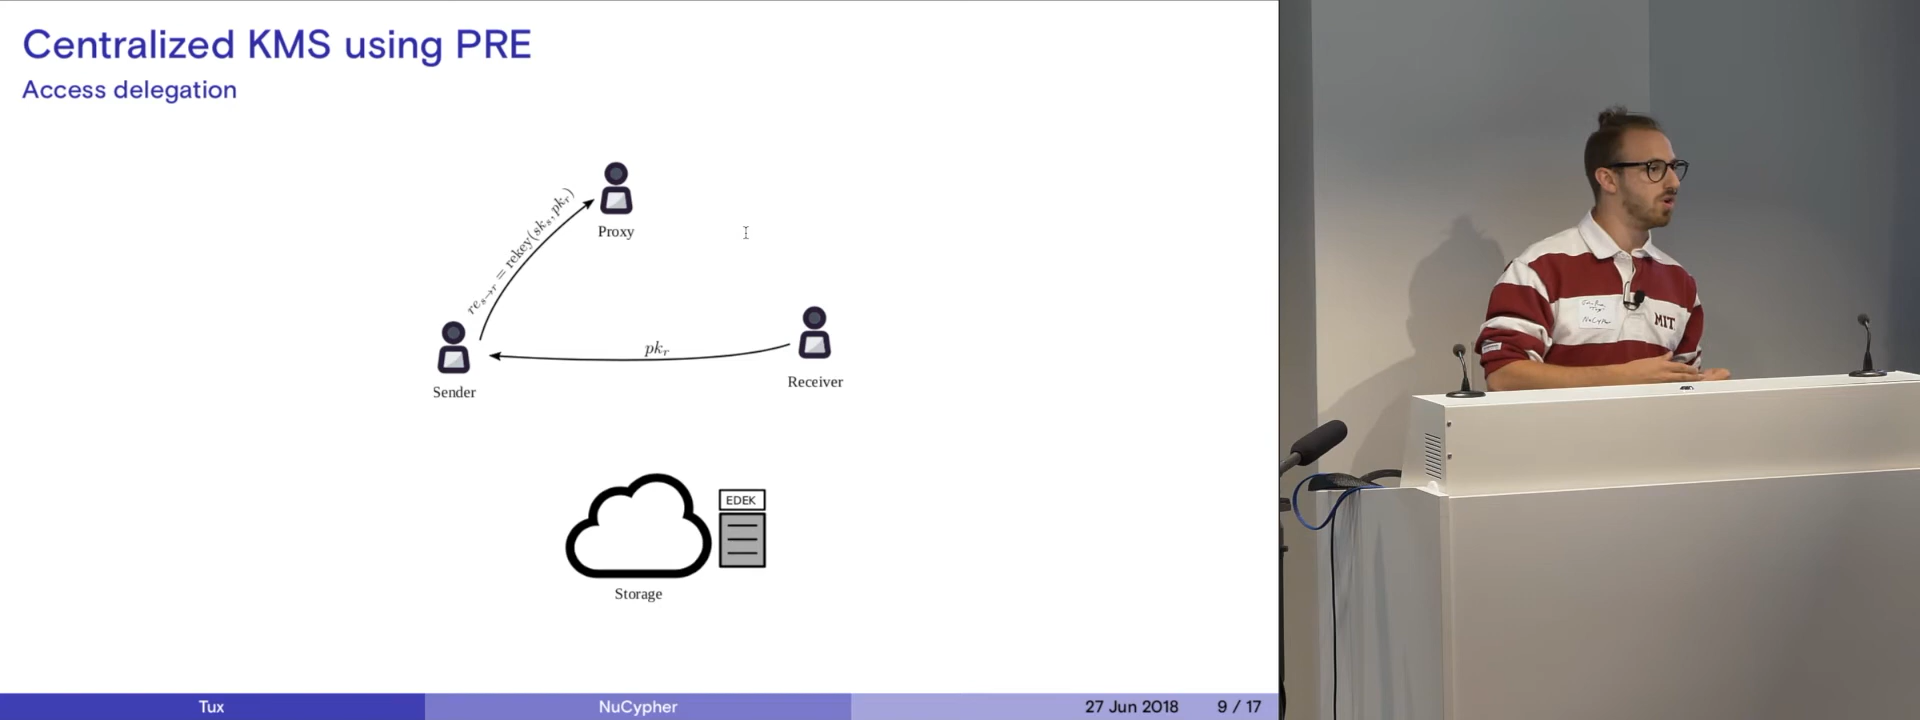 Centralized KMS using PRE
Access delegation
Proxy
re_{s→r} = rekey(sk_s, pk_r)
pk_r
Sender
Receiver
EDEK
Storage
Tux
NuCypher
27 Jun 2018
9 / 17
NuCypher
MIT